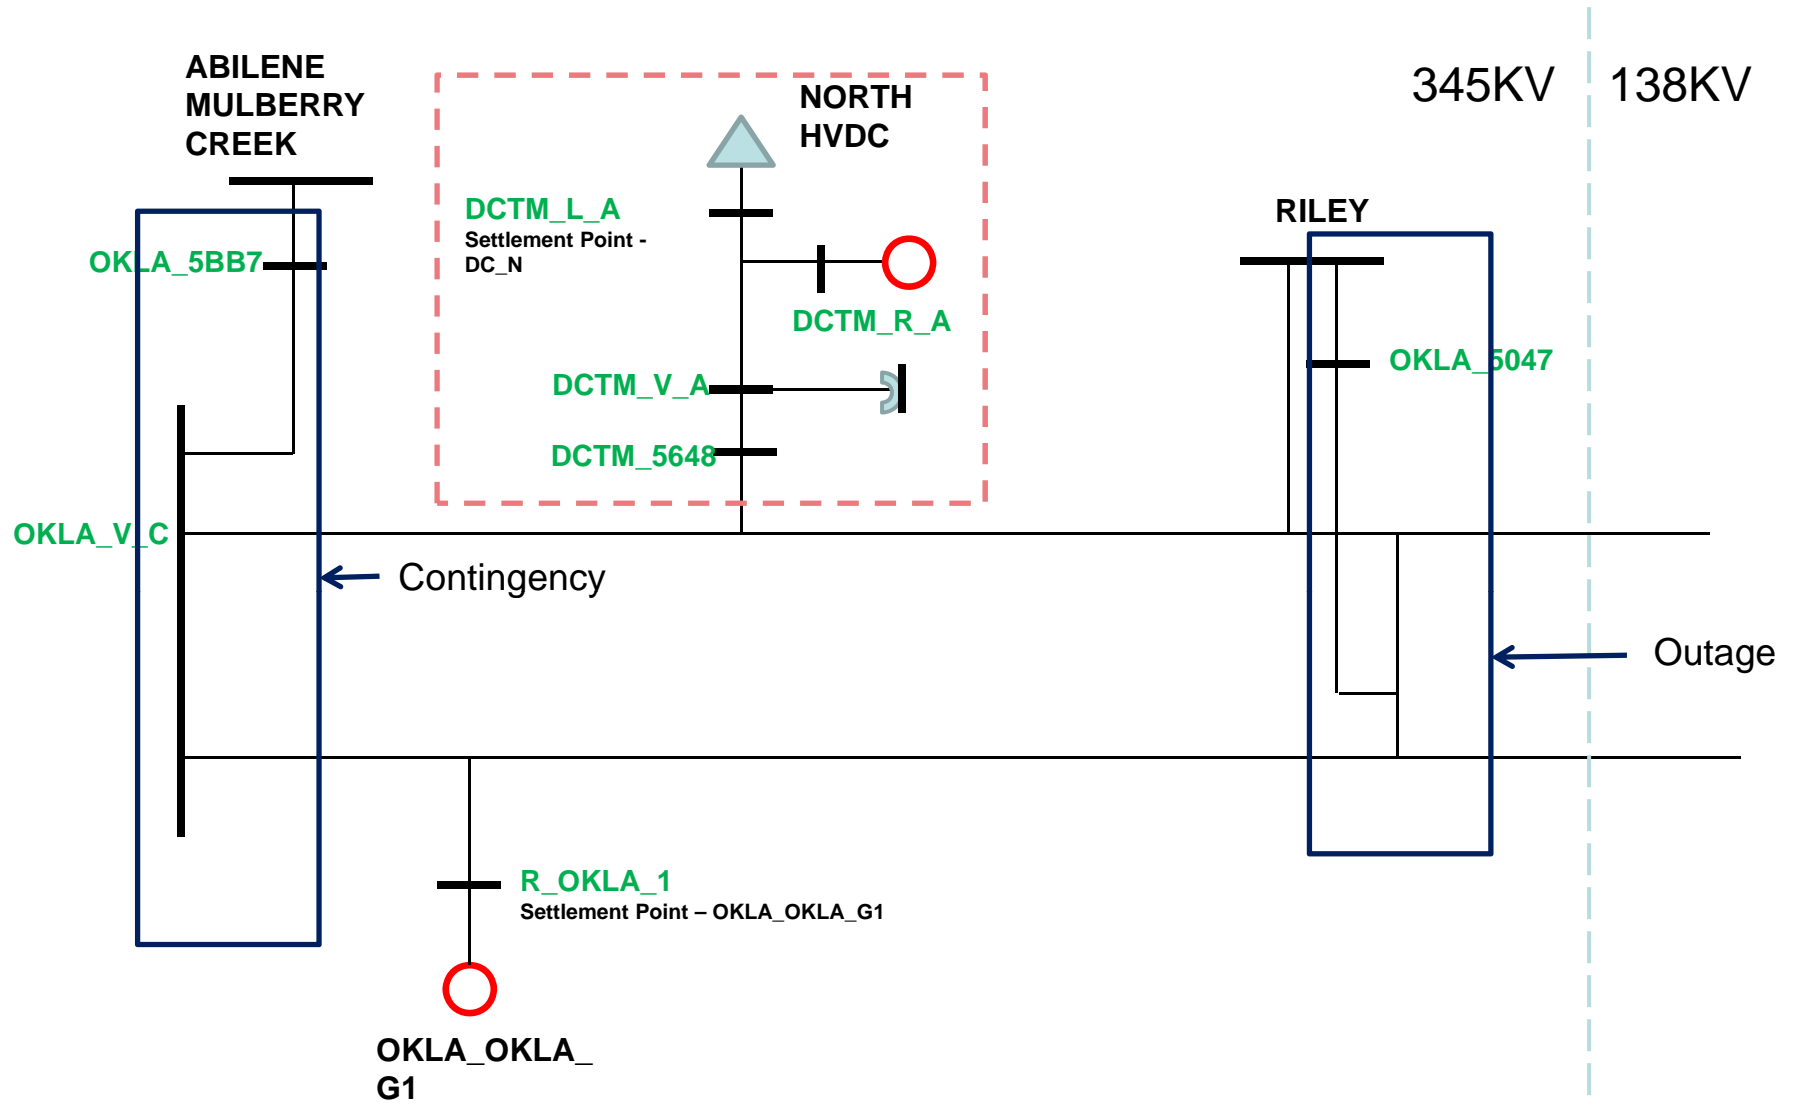 ABILENE
MULBERRY
CREEK
NORTH
HVDC
345KV
138KV
DCTM_L_A
Settlement Point -
DC_N
RILEY
OKLA_5BB7
DCTM_R_A
OKLA_5047
DCTM_V_A
DCTM_5648
OKLA_V_C
Contingency
Outage
R_OKLA_1
Settlement Point – OKLA_OKLA_G1
OKLA_OKLA_
G1